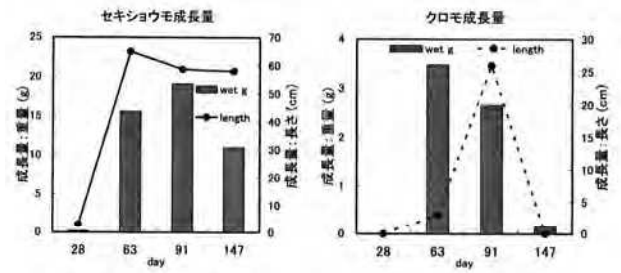 セキショウモ成長量
成長量:重量(g)
25
20
15
10
5
0
wet g
length
70
60
50
40
30
20
10
0
成長量:長さ(cm)
28 63 91 147
day
クロモ成長量
成長量:重量(g)
4
3
2
1
0
wet g length
30
25
20
15
10
5
0
成長量:長さ(cm)
28 63 91 147
day